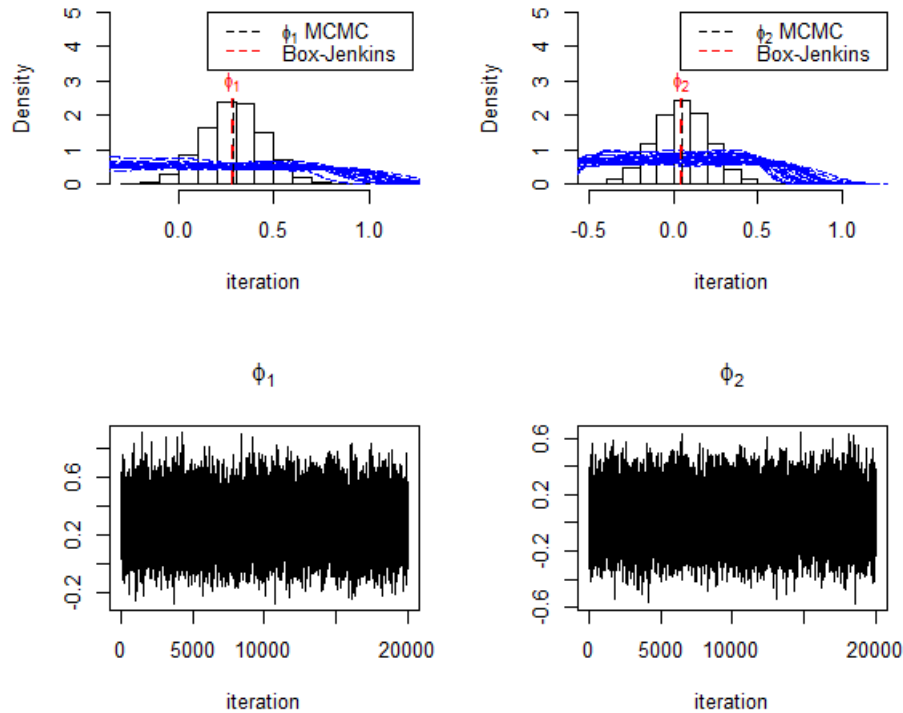 ϕ₁ MCMC
Box-Jenkins
ϕ₁
Density
0 1 2 3 4 5
0.0 0.5 1.0
iteration
ϕ₂ MCMC
Box-Jenkins
ϕ₂
Density
0 1 2 3 4 5
-0.5 0.0 0.5 1.0
iteration
ϕ₁
-0.2 0.2 0.6
0 5000 10000 20000
iteration
ϕ₂
-0.6 -0.2 0.2 0.6
0 5000 10000 20000
iteration